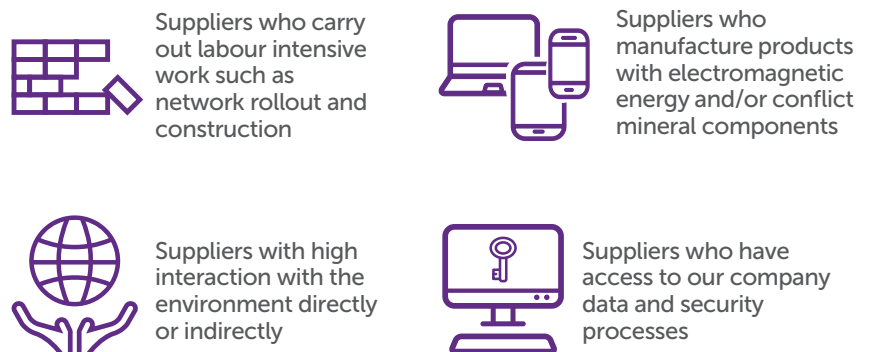 Suppliers who carry
out labour intensive
work such as
network rollout and
construction
Suppliers who
manufacture products
with electromagnetic
energy and/or conflict
mineral components
Suppliers with high
interaction with the
environment directly
or indirectly
Suppliers who have
access to our company
data and security
processes